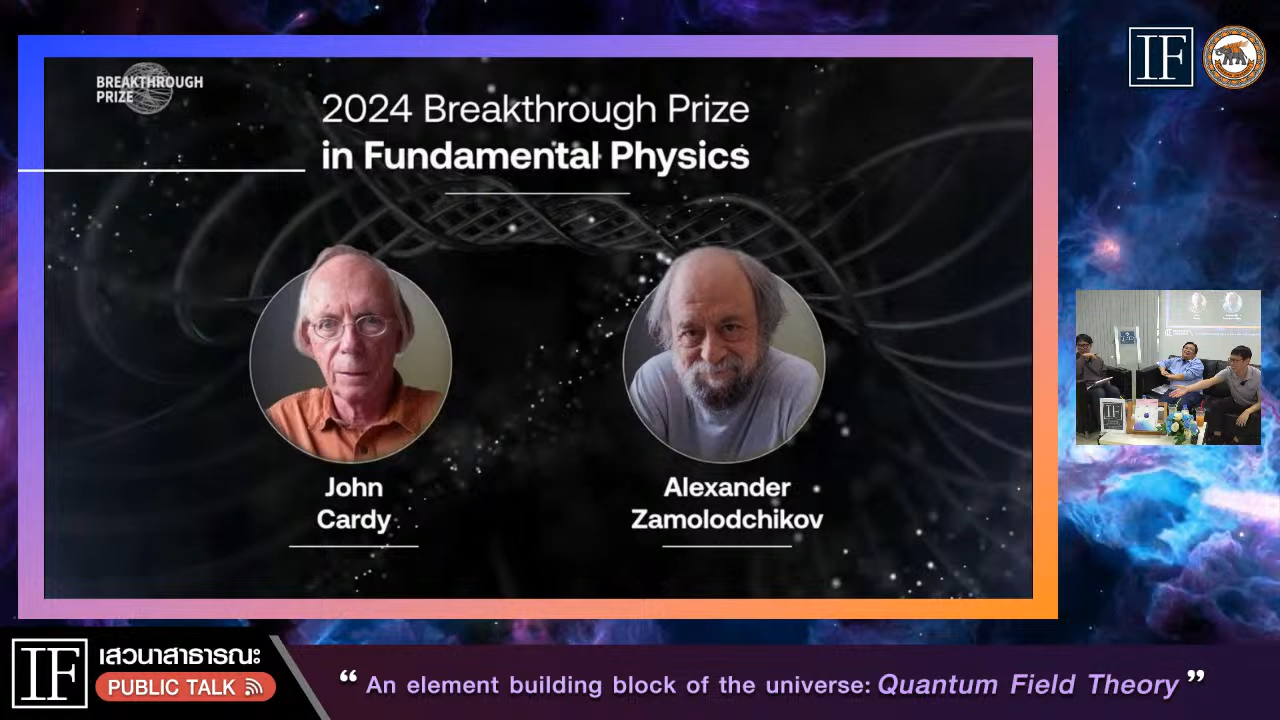 BREAKTHROUGH
PRIZE
2024 Breakthrough Prize
in Fundamental Physics
John
Cardy
Alexander
Zamolodchikov
IF
IF
IF
เสวนาสาธารณะ
PUBLIC TALK
“ An element building block of the universe: Quantum Field Theory ”